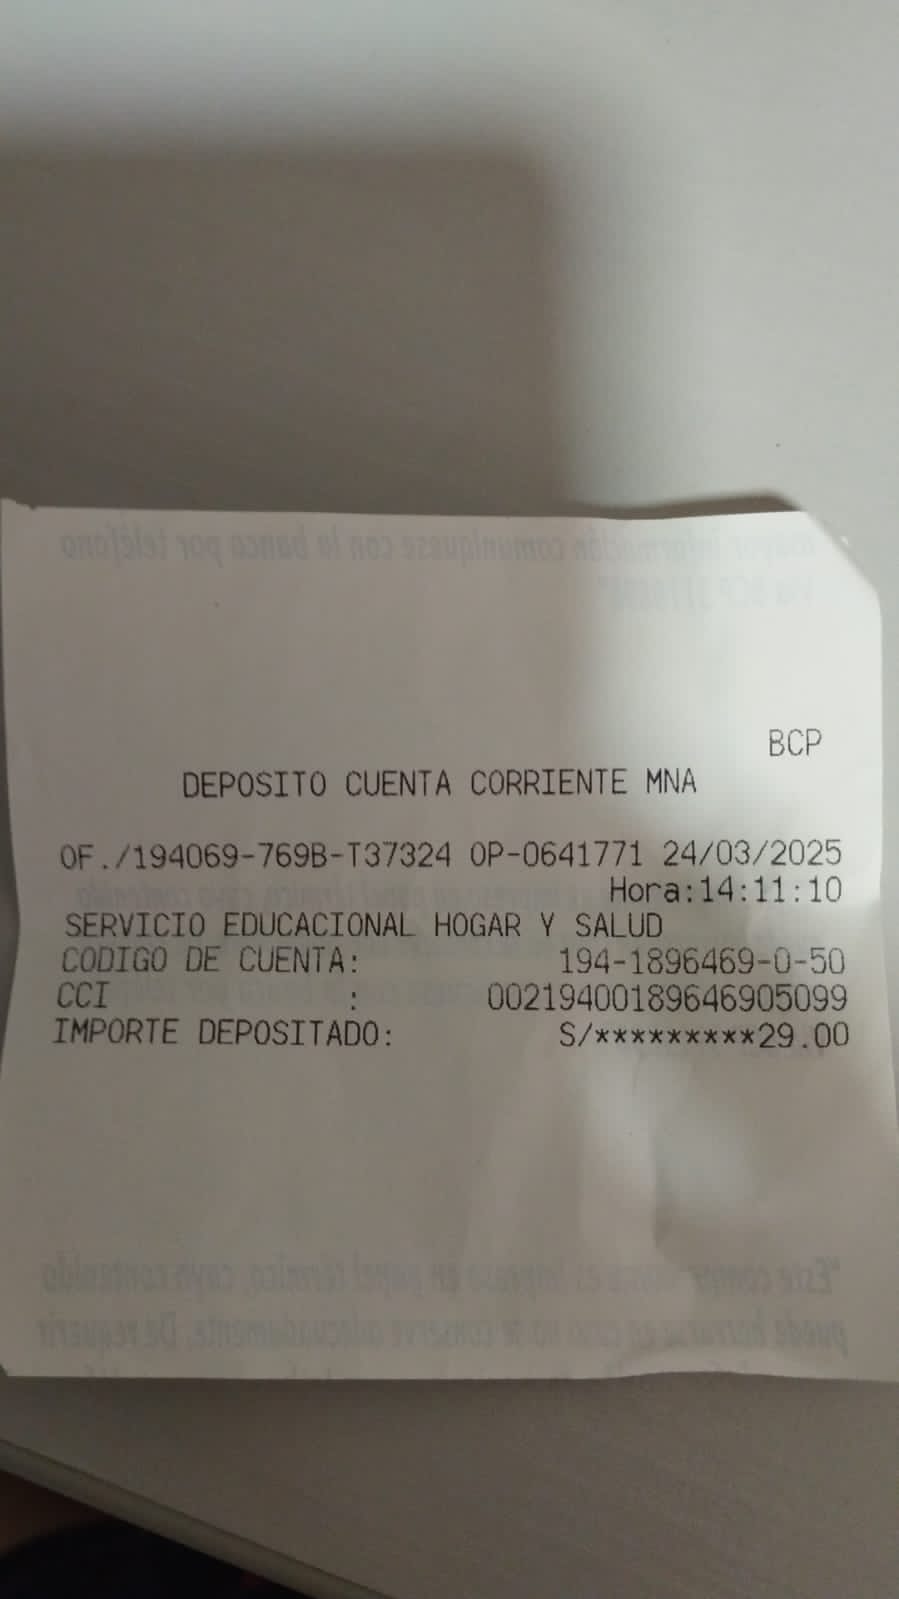 BCP
DEPOSITO CUENTA CORRIENTE MNA
OF./194069-769B-T37324 OP-0641771 24/03/2025
Hora:14:11:10
SERVICIO EDUCACIONAL HOGAR Y SALUD
CODIGO DE CUENTA: 194-1896469-0-50
CCI : 00219400189646905099
IMPORTE DEPOSITADO: S/*********29.00